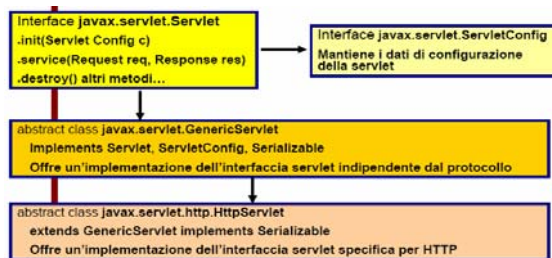 Interface javax.servlet.Servlet
.init(Servlet Config c)
.service(Request req, Response res)
.destroy() altri metodi...
Interface javax.servlet.ServletConfig
Mantiene i dati di configurazione
della servlet
abstract class javax.servlet.GenericServlet
Implements Servlet, ServletConfig, Serializable
Offre un'implementazione dell'interfaccia servlet indipendente dal protocollo
abstract class javax.servlet.http.HttpServlet
extends GenericServlet implements Serializable
Offre un'implementazione dell'interfaccia servlet specifica per HTTP